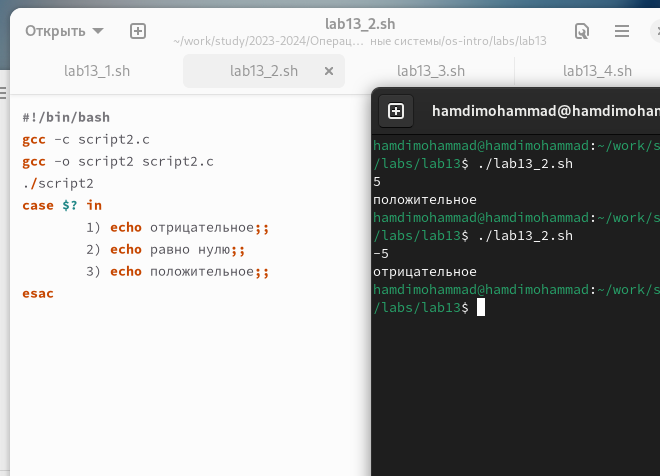 Открыть
lab13_2.sh
~/work/study/2023-2024/Операц… ные системы/os-intro/labs/lab13
lab13_1.sh
lab13_2.sh
lab13_3.sh
lab13_4.sh
#!/bin/bash
gcc -c script2.c
gcc -o script2 script2.c
./script2
case $? in
1) echo отрицательное;;
2) echo равно нулю;;
3) echo положительное;;
esac
hamdimohammad@hamdimoham
hamdimohammad@hamdimohammad:~/work/s
/labs/lab13$ ./lab13_2.sh
5
положительное
hamdimohammad@hamdimohammad:~/work/s
/labs/lab13$ ./lab13_2.sh
-5
отрицательное
hamdimohammad@hamdimohammad:~/work/s
/labs/lab13$